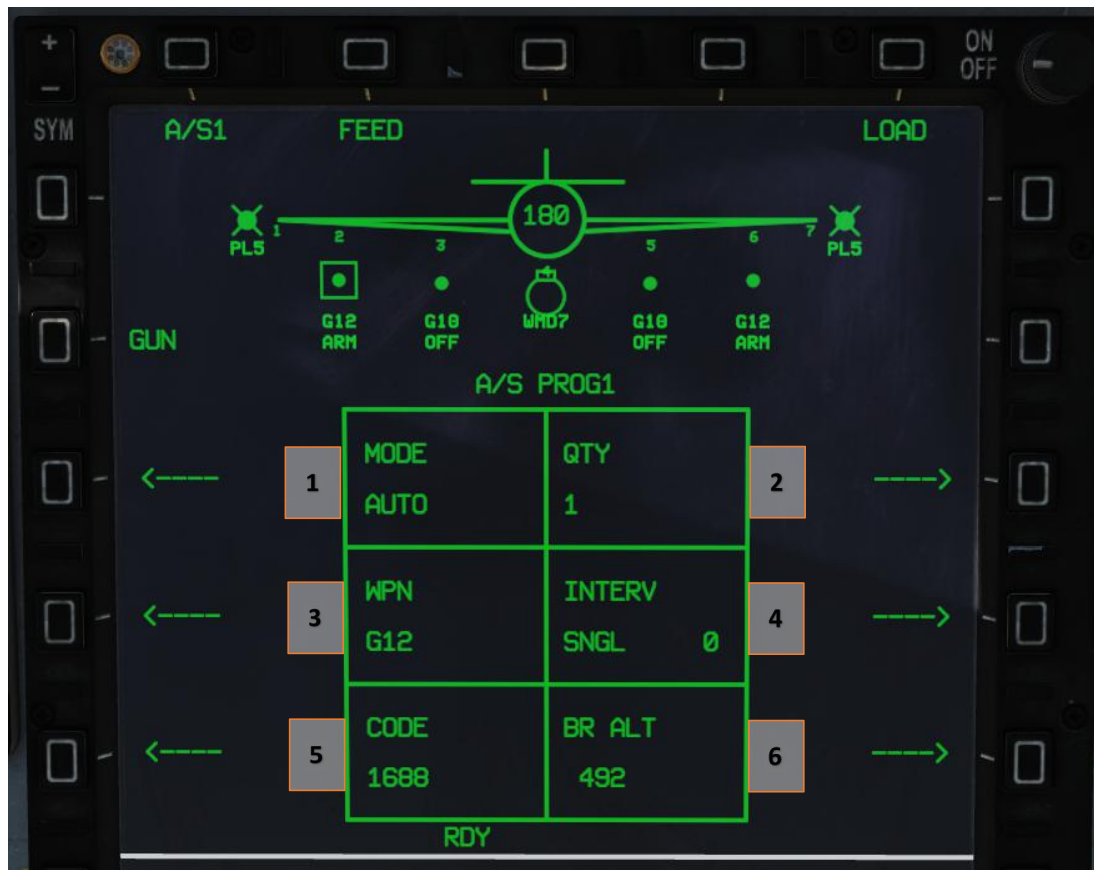 +
-
SYM
ON
OFF
A/S1 FEED LOAD
180
PL5 1 2 3 4 5 6 7 PL5
G12 G10 WMD7 G10 G12
ARM OFF OFF ARM
GUN
A/S PROG1
MODE QTY
1 AUTO 1 2
WPN INTERV
3 G12 SNGL 0 4
CODE BR ALT
5 1688 492 6
RDY